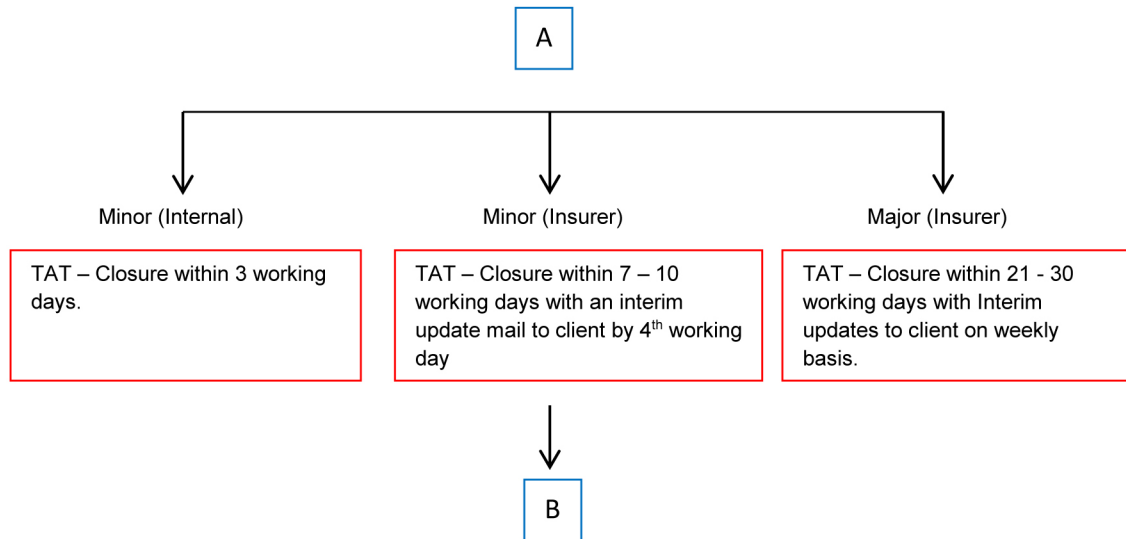 A
Minor (Internal)
Minor (Insurer)
Major (Insurer)
TAT – Closure within 3 working
days.
TAT – Closure within 7 – 10
working days with an interim
update mail to client by 4th working
day
TAT – Closure within 21 - 30
working days with Interim
updates to client on weekly
basis.
B